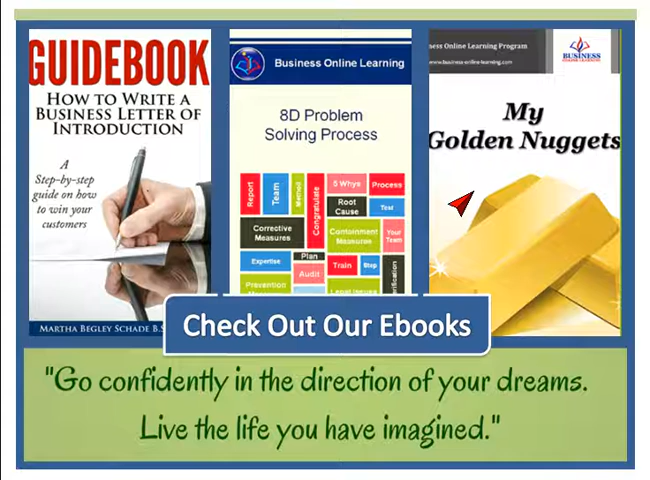 GUIDEBOOK
HOW TO WRITE A
BUSINESS LETTER OF
INTRODUCTION
A
Step-by-step
guide on how
to win your
customers
MARTHA BEGLEY SCHADE B.S
Business Online Learning
8D Problem
Solving Process
Report
Team
Method
Congratulate
5 Whys
Process
Root
Cause
Test
Corrective
Measures
Containment
Measures
Your
Team
Expertise
Plan
Audit
Train
Step
Prevention
Legal Issues
ness Online Learning Program
www.business-online-learning.com
BUSINESS
My
Golden Nuggets
Check Out Our Ebooks
"Go confidently in the direction of your dreams.
Live the life you have imagined."